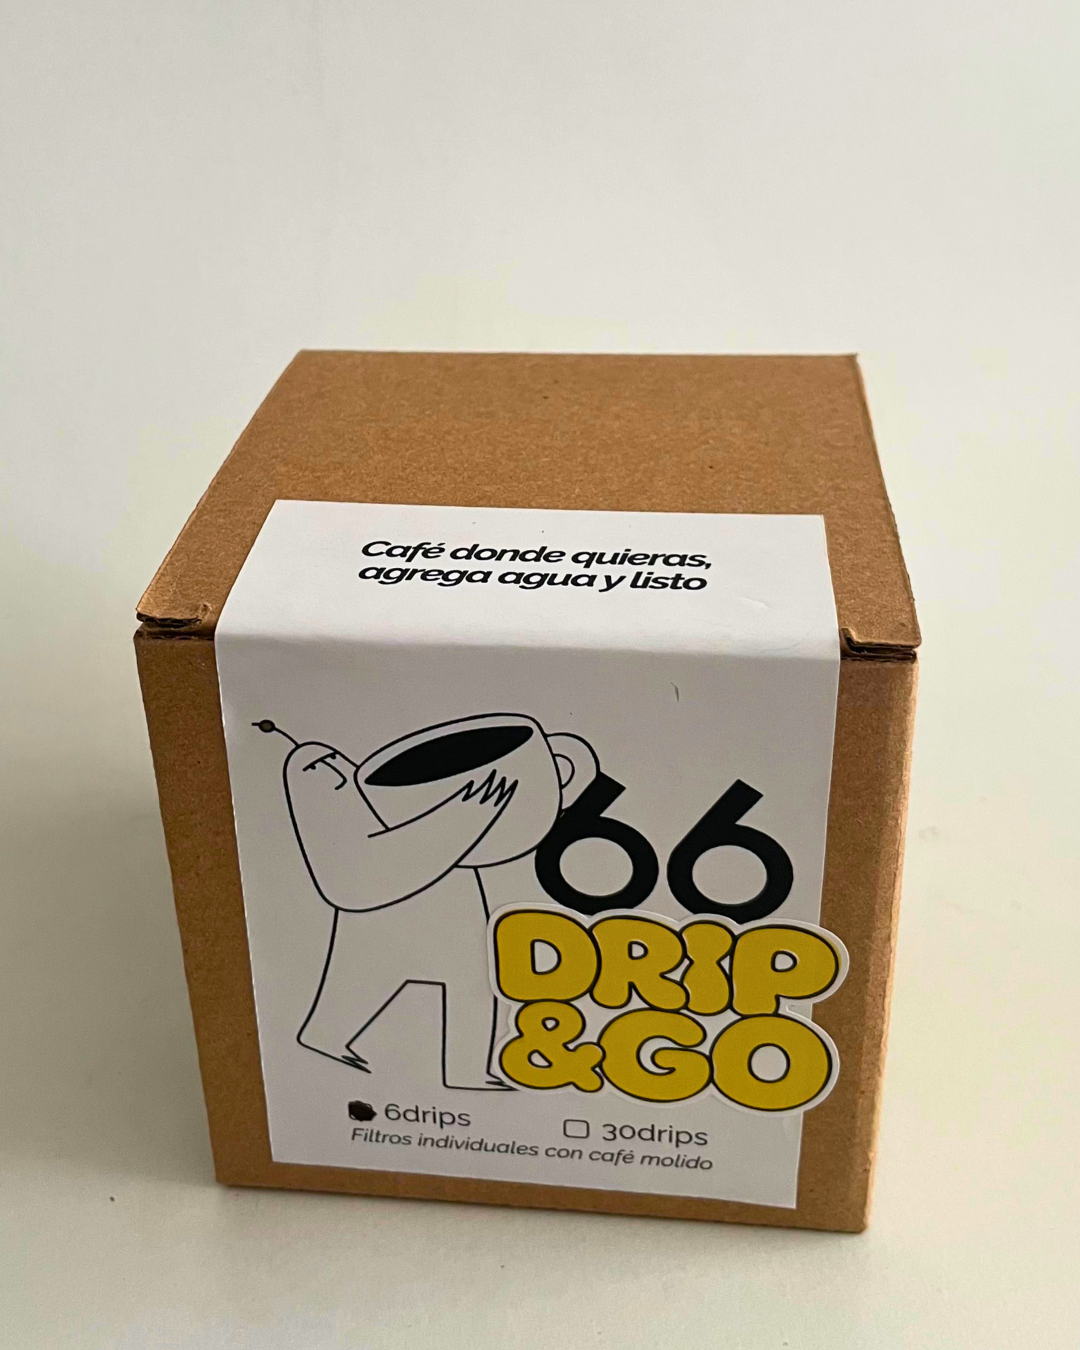 Café donde quieras,
agrega agua y listo
66
DRIP
&GO
6drips
30drips
Filtros individuales con café molido